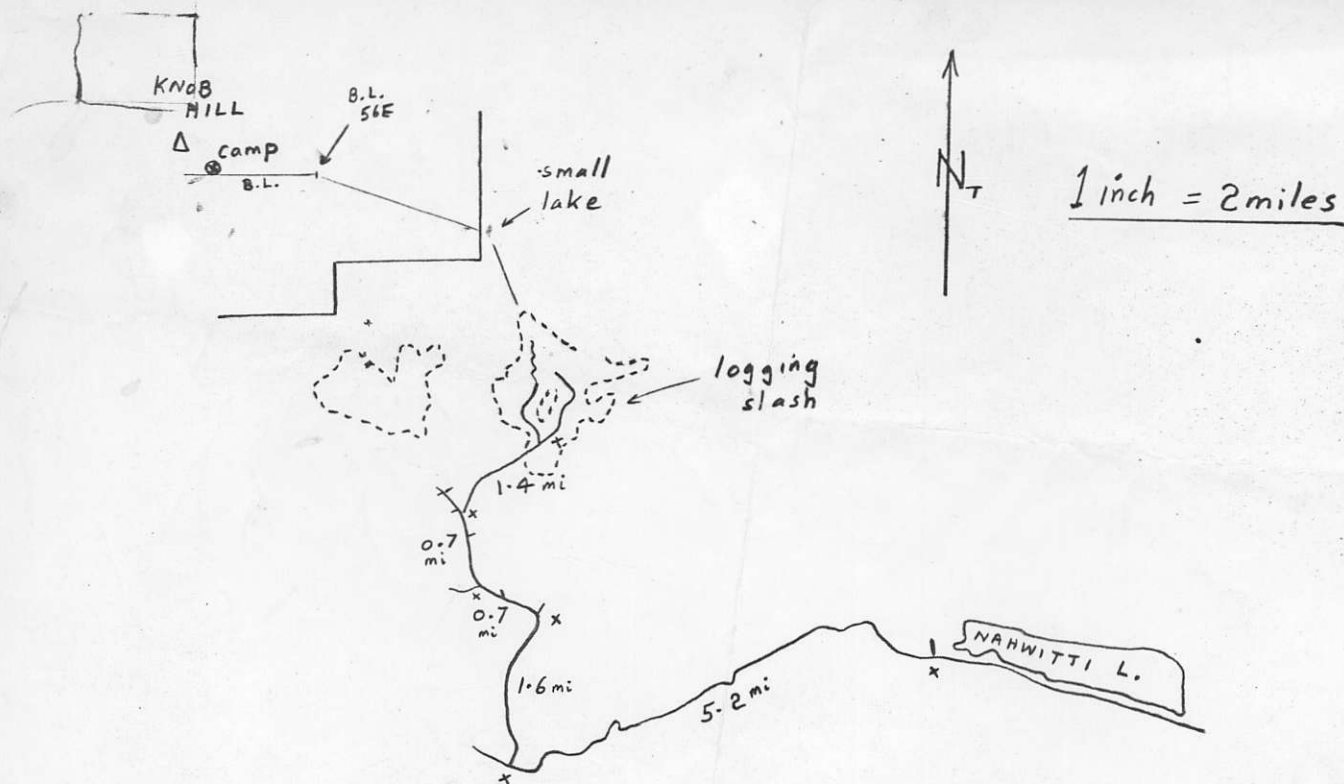 KNOB
HILL
camp
B.L.
B.L.
56E
small
lake
N T
1 inch = 2 miles
logging
slash
1.4 mi
0.7
mi
0.7
mi
1.6 mi
5.2 mi
NAHWITTI L.